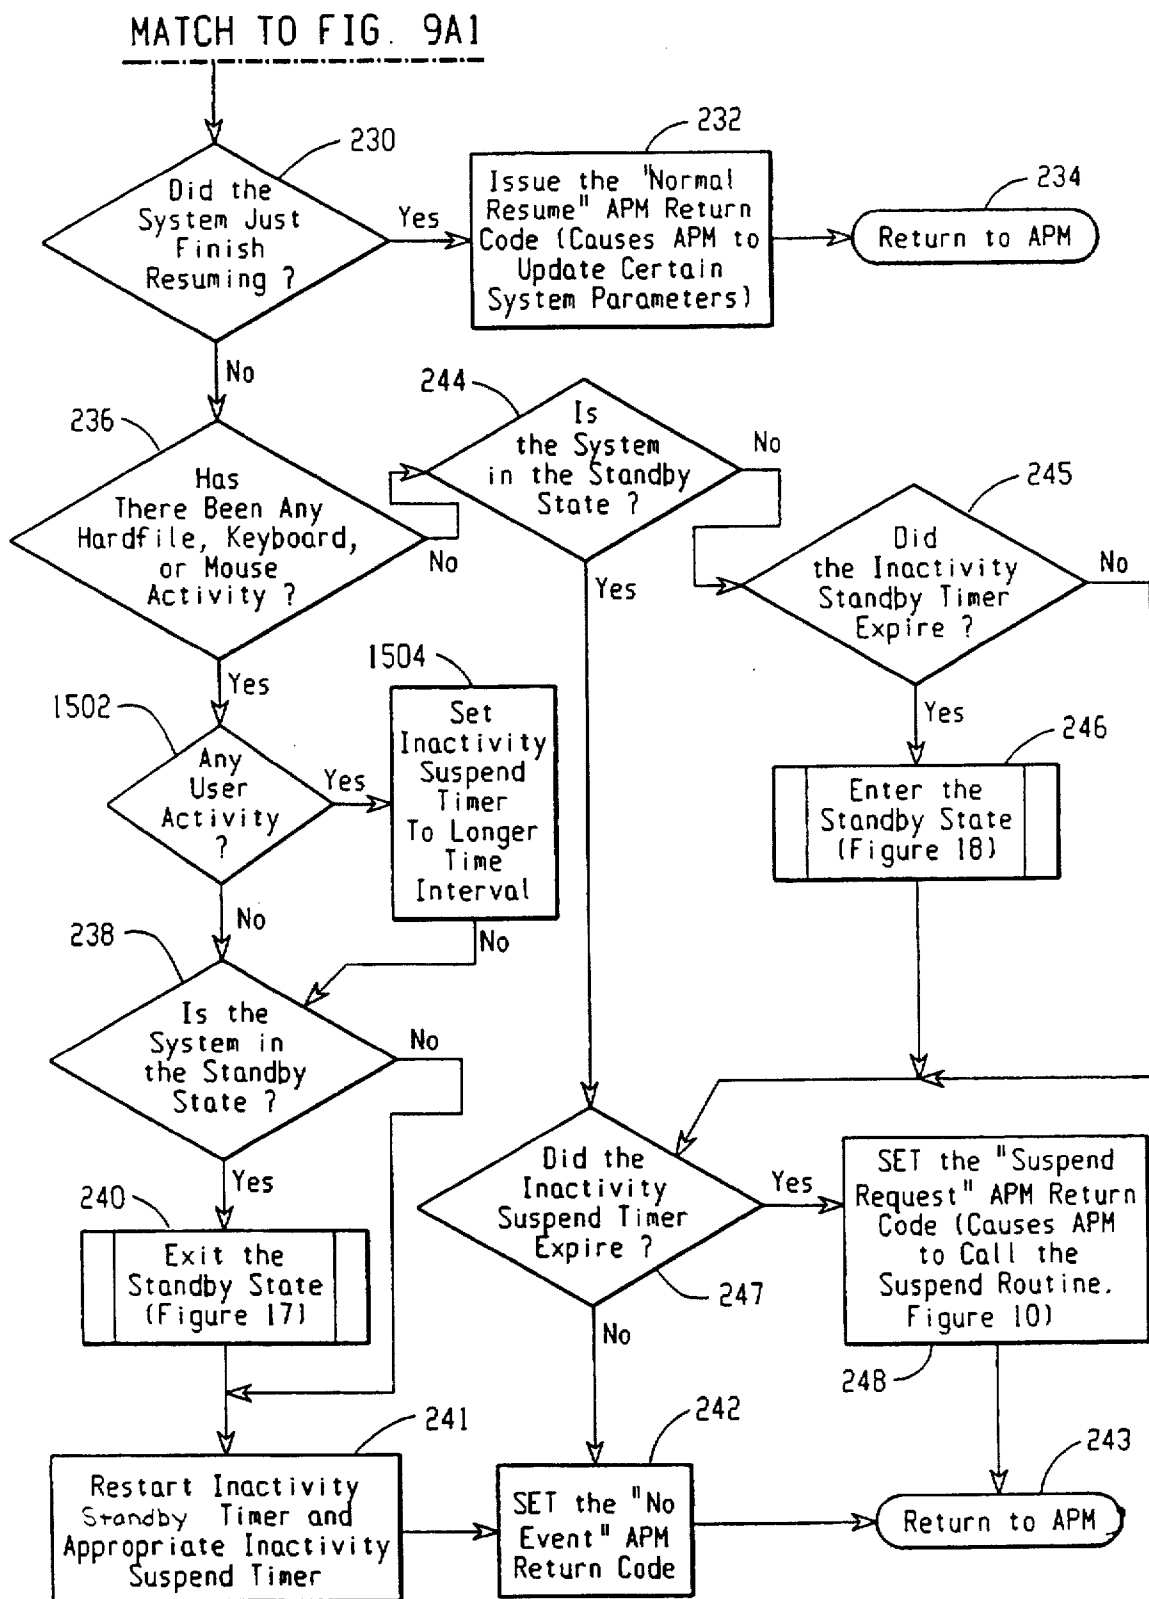 MATCH TO FIG. 9A1
230
Did the
System Just
Finish
Resuming ?
Yes
232
Issue the "Normal
Resume" APM Return
Code (Causes APM to
Update Certain
System Parameters)
234
Return to APM
No
236
Has
There Been Any
Hardfile, Keyboard,
or Mouse
Activity ?
No
244
Is
the System
in the Standby
State ?
No
Yes
245
Did
the Inactivity
Standby Timer
Expire ?
No
Yes
246
Enter the
Standby State
(Figure 18)
Yes
1502
Any
User
Activity
?
Yes
1504
Set
Inactivity
Suspend
Timer
To Longer
Time
Interval
No
No
238
Is the
System in
the Standby
State ?
No
Yes
240
Exit the
Standby State
(Figure 17)
Did the
Inactivity
Suspend Timer
Expire ?
247
Yes
SET the "Suspend
Request" APM Return
Code (Causes APM
to Call the
Suspend Routine.
Figure 10)
248
No
241
Restart Inactivity
Standby Timer and
Appropriate Inactivity
Suspend Timer
242
SET the "No
Event" APM
Return Code
243
Return to APM